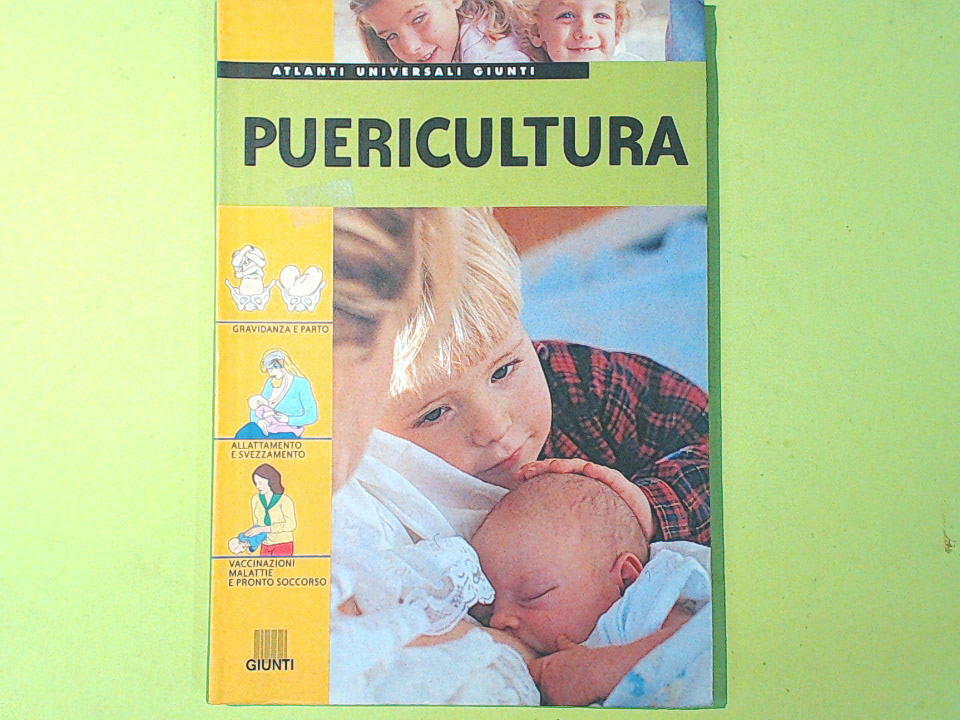 ATLANTI UNIVERSALI GIUNTI
PUERICULTURA
GRAVIDANZA E PARTO
ALLATTAMENTO
E SVEZZAMENTO
VACCINAZIONI
MALATTIE
E PRONTO SOCCORSO
GIUNTI